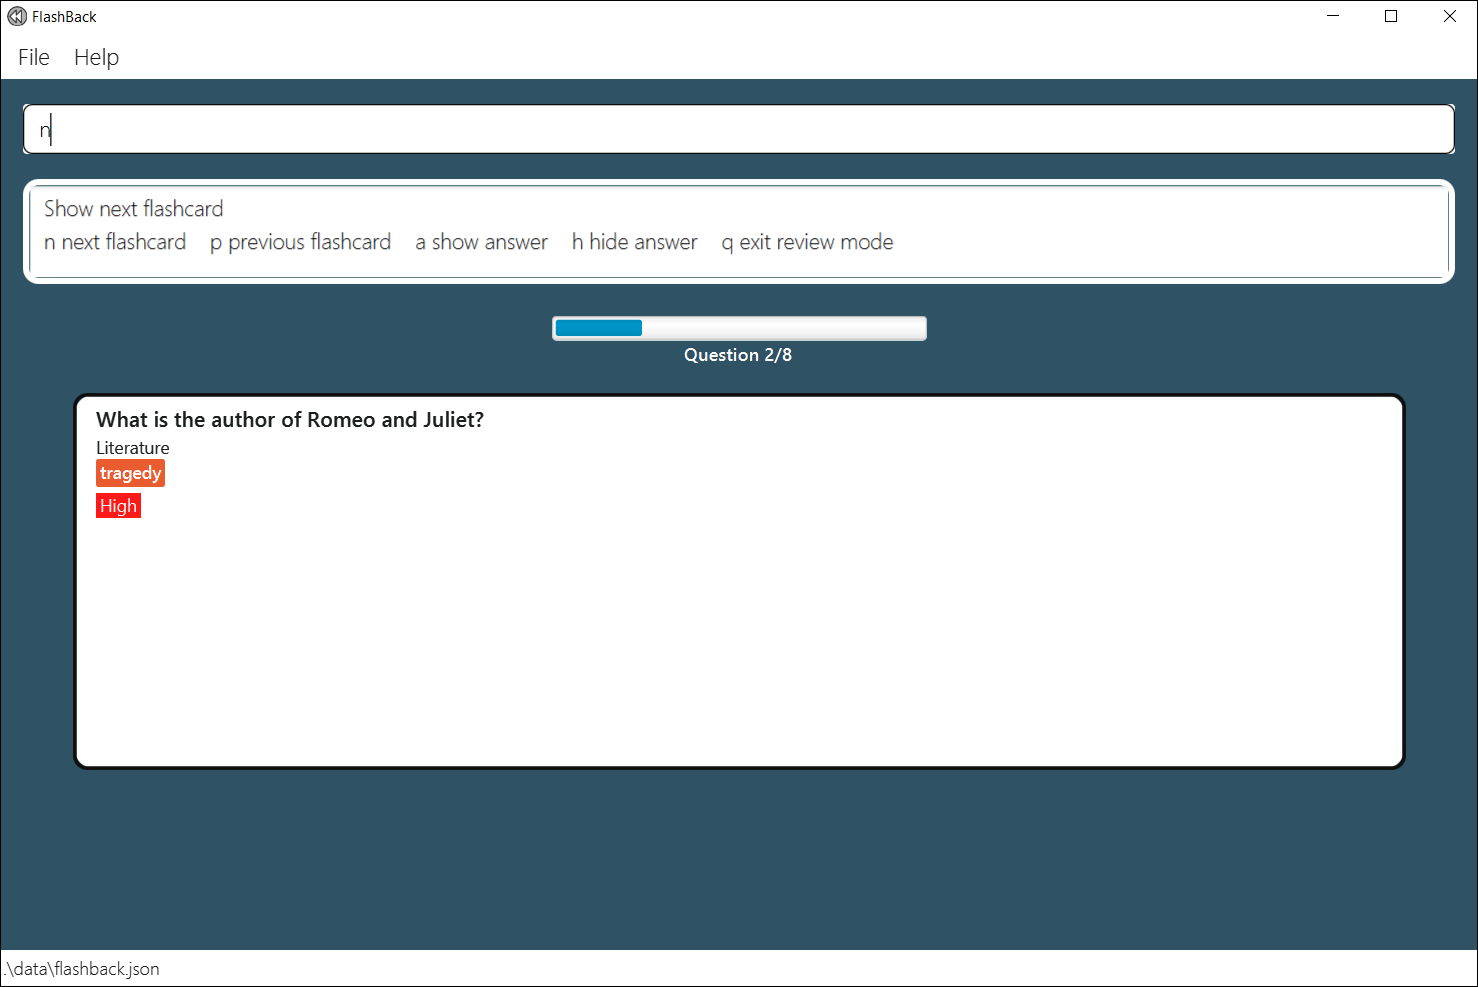 FlashBack
File Help
n
Show next flashcard
n next flashcard p previous flashcard a show answer h hide answer q exit review mode
Question 2/8
What is the author of Romeo and Juliet?
Literature
tragedy
High
.\data\flashback.json